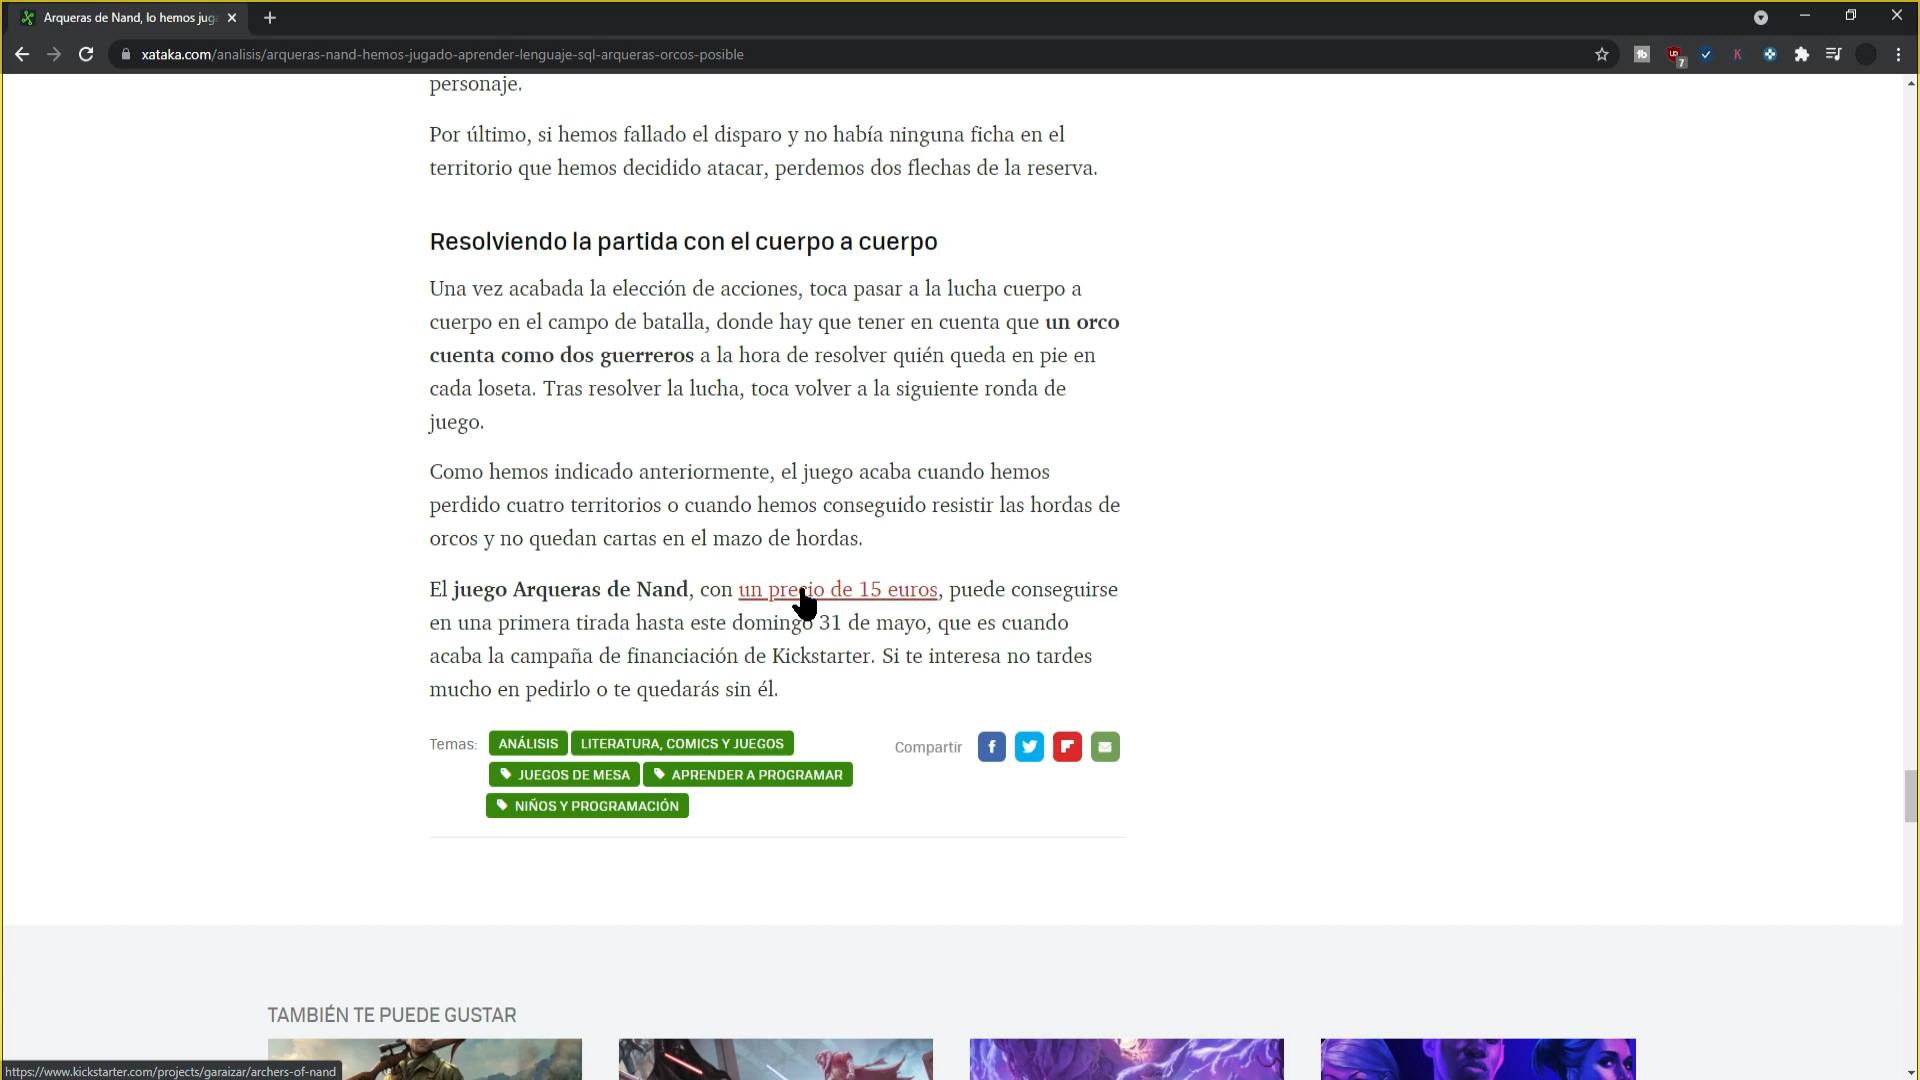 Arqueras de Nand, lo hemos jug
xataka.com/analisis/arqueras-nand-hemos-jugado-aprender-lenguaje-sql-arqueras-orcos-posible
7
personaje.
Por último, si hemos fallado el disparo y no había ninguna ficha en el
territorio que hemos decidido atacar, perdemos dos flechas de la reserva.
Resolviendo la partida con el cuerpo a cuerpo
Una vez acabada la elección de acciones, toca pasar a la lucha cuerpo a
cuerpo en el campo de batalla, donde hay que tener en cuenta que un orco
cuenta como dos guerreros a la hora de resolver quién queda en pie en
cada loseta. Tras resolver la lucha, toca volver a la siguiente ronda de
juego.
Como hemos indicado anteriormente, el juego acaba cuando hemos
perdido cuatro territorios o cuando hemos conseguido resistir las hordas de
orcos y no quedan cartas en el mazo de hordas.
El juego Arqueras de Nand, con un precio de 15 euros, puede conseguirse
en una primera tirada hasta este domingo 31 de mayo, que es cuando
acaba la campaña de financiación de Kickstarter. Si te interesa no tardes
mucho en pedirlo o te quedarás sin él.
Temas: ANÁLISIS LITERATURA, COMICS Y JUEGOS
JUEGOS DE MESA APRENDER A PROGRAMAR
NIÑOS Y PROGRAMACIÓN
Compartir
TAMBIÉN TE PUEDE GUSTAR
https://www.kickstarter.com/projects/garaizar/archers-of-nand